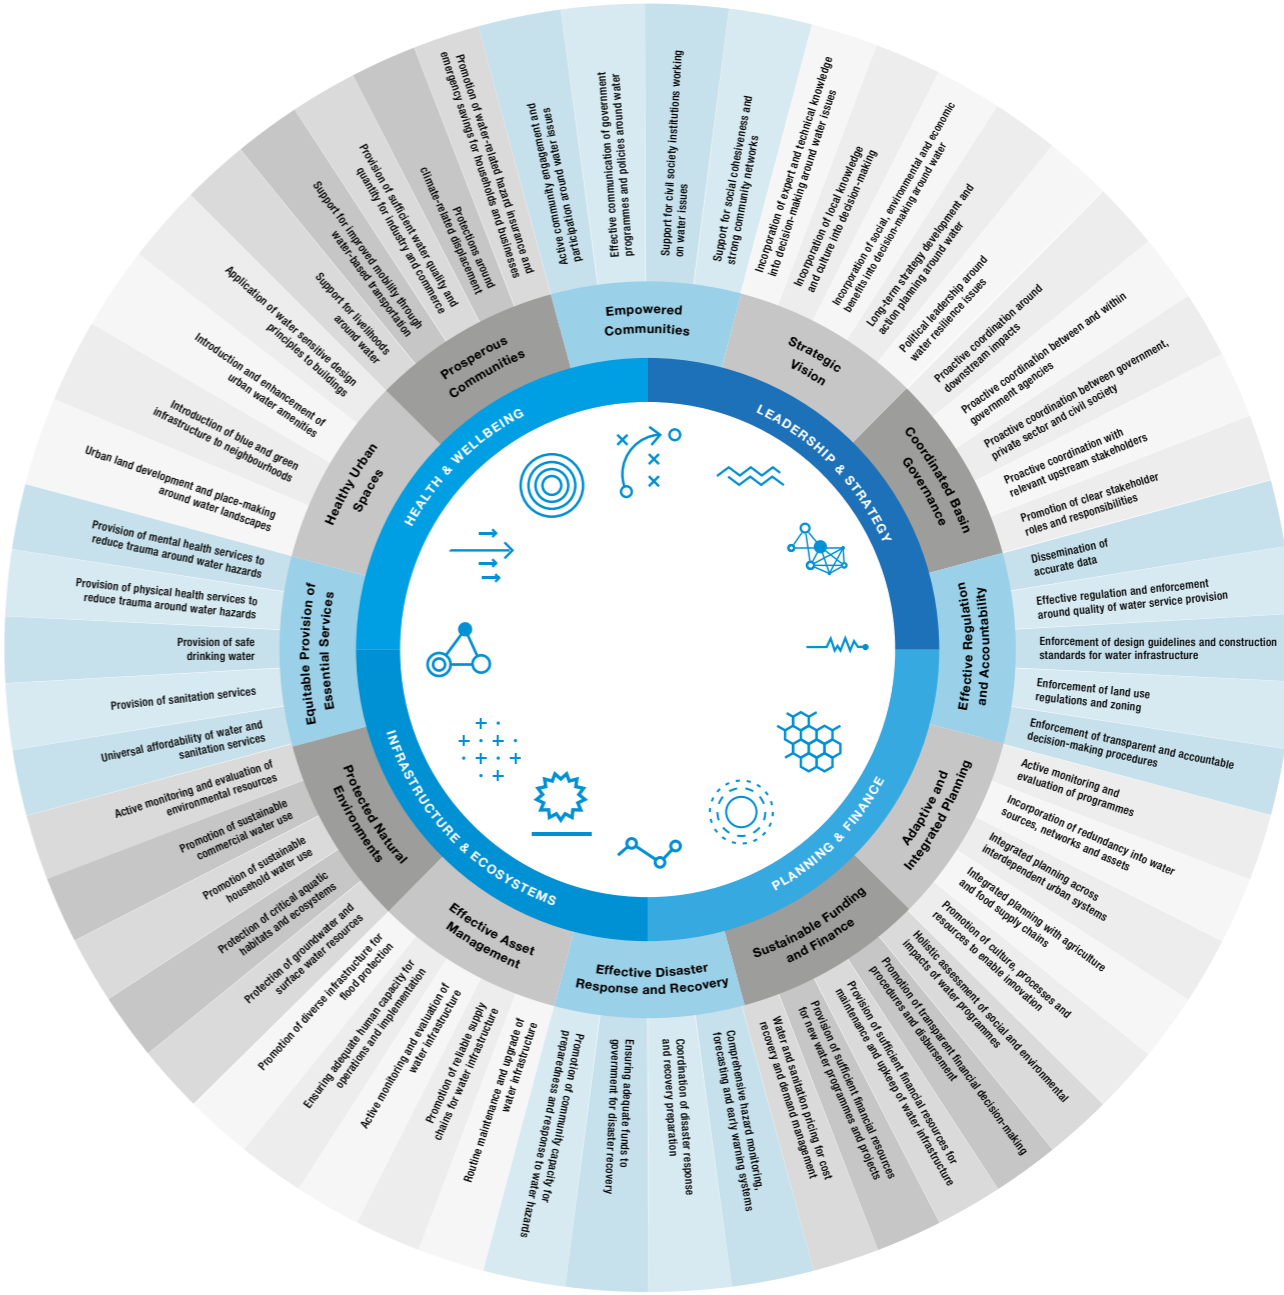 LEADERSHIP & STRATEGY
PLANNING & FINANCE
INFRASTRUCTURE & ECOSYSTEMS
HEALTH & WELLBEING
Empowered
Communities
Active community engagement and
participation around water issues
Effective communication of government
programmes and policies around water
Support for civil society institutions working
on water issues
Support for social cohesiveness and
strong community networks
Strategic
Vision
Incorporation of expert and technical knowledge
into decision-making around water issues
Incorporation of local knowledge
and culture into decision-making
Incorporation of social, environmental and economic
benefits into decision-making around water
Long-term strategy development and
action planning around water
Political leadership around
water resilience issues
Coordinated Basin
Governance
Proactive coordination around
downstream impacts
Proactive coordination between and within
government agencies
Proactive coordination between government,
private sector and civil society
Proactive coordination with
relevant upstream stakeholders
Promotion of clear stakeholder
roles and responsibilities
Effective Regulation
and Accountability
Dissemination of
accurate data
Effective regulation and enforcement
around quality of water service provision
Enforcement of design guidelines and construction
standards for water infrastructure
Enforcement of land use
regulations and zoning
Enforcement of transparent and accountable
decision-making procedures
Adaptive and
Integrated Planning
Active monitoring and
evaluation of programmes
Incorporation of redundancy into water
sources, networks and assets
Integrated planning across
interdependent urban systems
Integrated planning with agriculture
and food supply chains
Promotion of culture, processes and
resources to enable innovation
Sustainable Funding
and Finance
Holistic assessment of social and environmental
impacts of water programmes
Promotion of transparent financial decision-making
procedures and disbursement
Provision of sufficient financial resources for
maintenance and upkeep of water infrastructure
Provision of sufficient financial resources
for new water programmes and projects
Water and sanitation pricing for cost
recovery and demand management
Effective Disaster
Response and Recovery
Comprehensive hazard monitoring,
forecasting and early warning systems
Coordination of disaster response
and recovery preparation
Ensuring adequate funds to
government for disaster recovery
Promotion of community capacity for
preparedness and response to water hazards
Effective Asset
Management
Routine maintenance and upgrade of
water infrastructure
Promotion of reliable supply
chains for water infrastructure
Active monitoring and evaluation of
water infrastructure
Ensuring adequate human capacity for
operations and implementation
Promotion of diverse infrastructure for
flood protection
Protected Natural
Environments
Protection of groundwater and
surface water resources
Protection of critical aquatic
habitats and ecosystems
Promotion of sustainable
household water use
Promotion of sustainable
commercial water use
Active monitoring and evaluation of
environmental resources
Equitable Provision of
Essential Services
Universal affordability of water and
sanitation services
Provision of sanitation services
Provision of safe
drinking water
Provision of physical health services to
reduce trauma around water hazards
Provision of mental health services to
reduce trauma around water hazards
Healthy Urban
Spaces
Urban land development and place-making
around water landscapes
Introduction of blue and green
infrastructure to neighbourhoods
Introduction and enhancement of
urban water amenities
Application of water sensitive design
principles to buildings
Prosperous
Communities
Support for livelihoods
around water
Support for improved mobility through
water-based transportation
Provision of sufficient water quality and
quantity for industry and commerce
Protections around
climate-related displacement
Promotion of water-related hazard insurance and
emergency savings for households and businesses